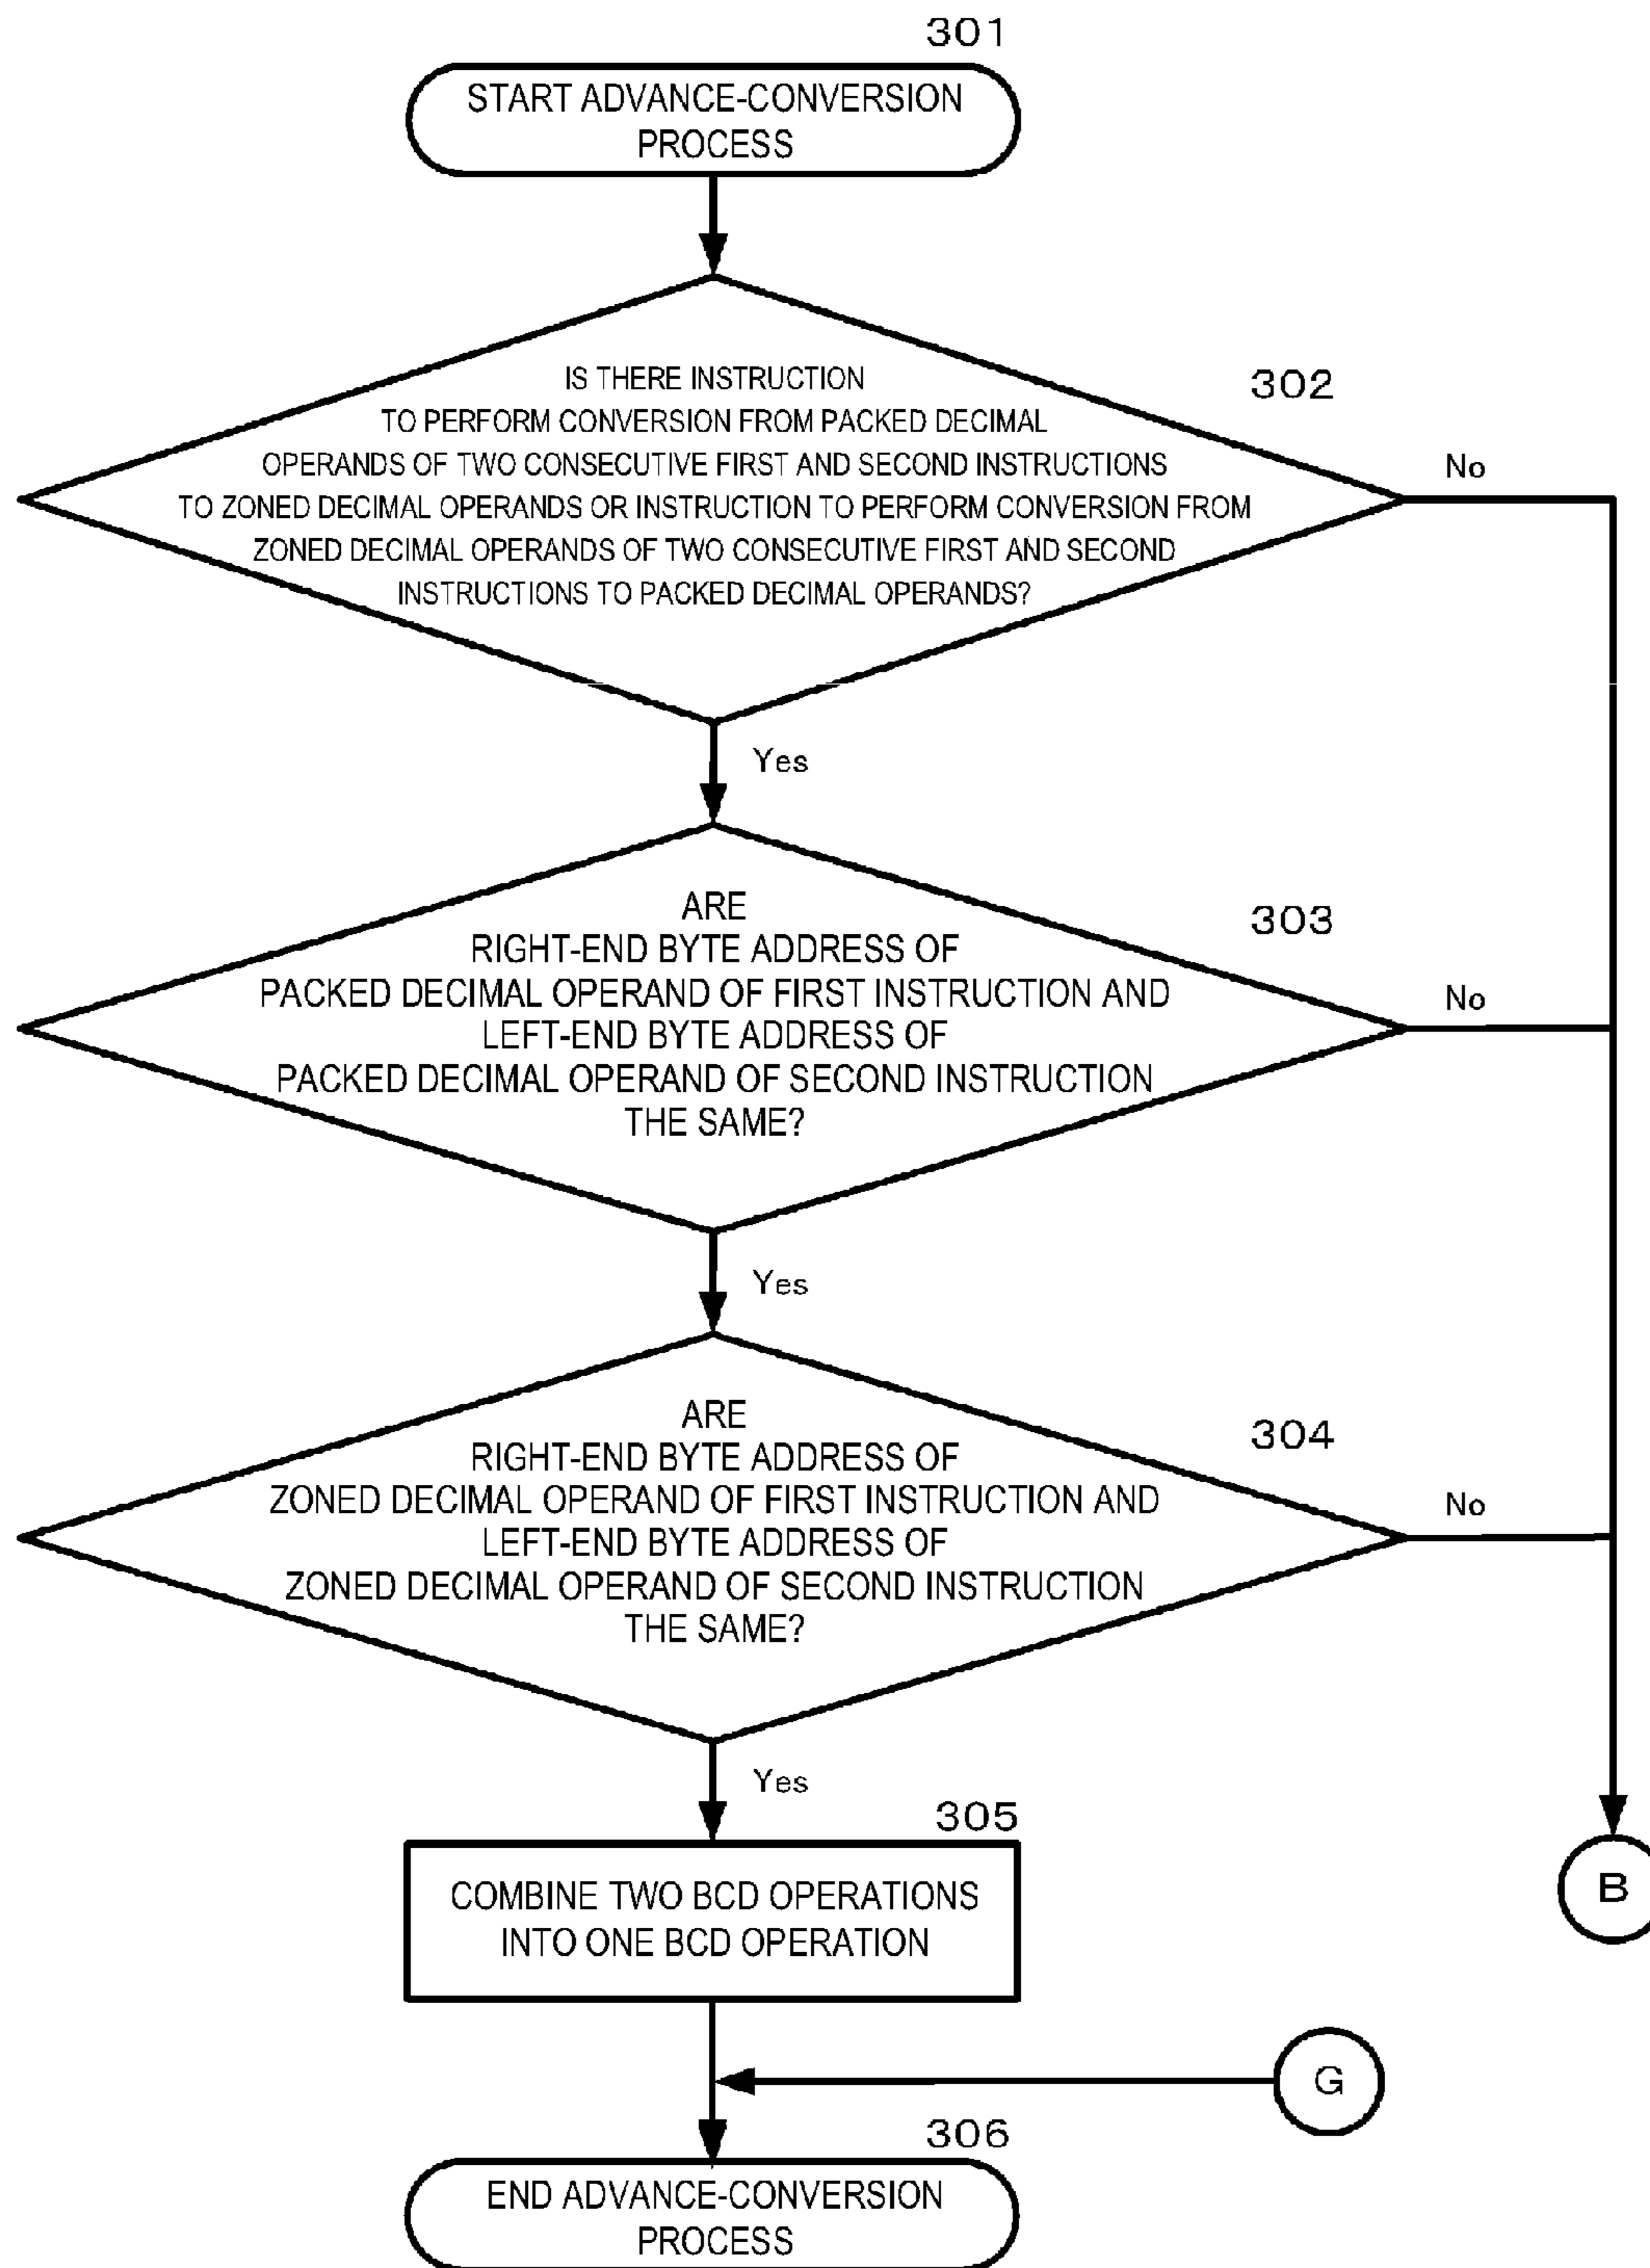 301
START ADVANCE-CONVERSION
PROCESS
302
IS THERE INSTRUCTION
TO PERFORM CONVERSION FROM PACKED DECIMAL
OPERANDS OF TWO CONSECUTIVE FIRST AND SECOND INSTRUCTIONS
TO ZONED DECIMAL OPERANDS OR INSTRUCTION TO PERFORM CONVERSION FROM
ZONED DECIMAL OPERANDS OF TWO CONSECUTIVE FIRST AND SECOND
INSTRUCTIONS TO PACKED DECIMAL OPERANDS?
No
Yes
303
ARE
RIGHT-END BYTE ADDRESS OF
PACKED DECIMAL OPERAND OF FIRST INSTRUCTION AND
LEFT-END BYTE ADDRESS OF
PACKED DECIMAL OPERAND OF SECOND INSTRUCTION
THE SAME?
No
Yes
304
ARE
RIGHT-END BYTE ADDRESS OF
ZONED DECIMAL OPERAND OF FIRST INSTRUCTION AND
LEFT-END BYTE ADDRESS OF
ZONED DECIMAL OPERAND OF SECOND INSTRUCTION
THE SAME?
No
Yes
305
COMBINE TWO BCD OPERATIONS
INTO ONE BCD OPERATION
B
G
306
END ADVANCE-CONVERSION
PROCESS